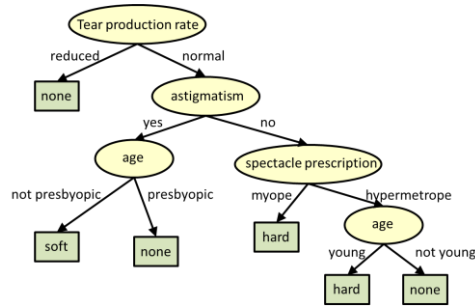 Tear production rate
reduced normal
none
astigmatism
yes no
age
spectacle prescription
not presbyopic presbyopic
myope hypermetrope
soft
none
hard
age
young not young
hard
none